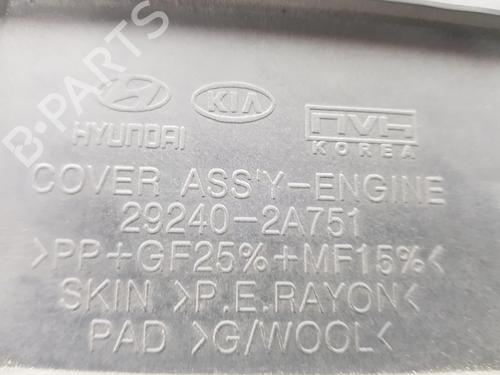 B-PARTS
HYUNDAI
KIA
NVH
KOREA
COVER ASS'Y-ENGINE
29240-2A751
>PP+GF25%+MF15%<
SKIN >P.E.RAYON<
PAD >G/WOOL<